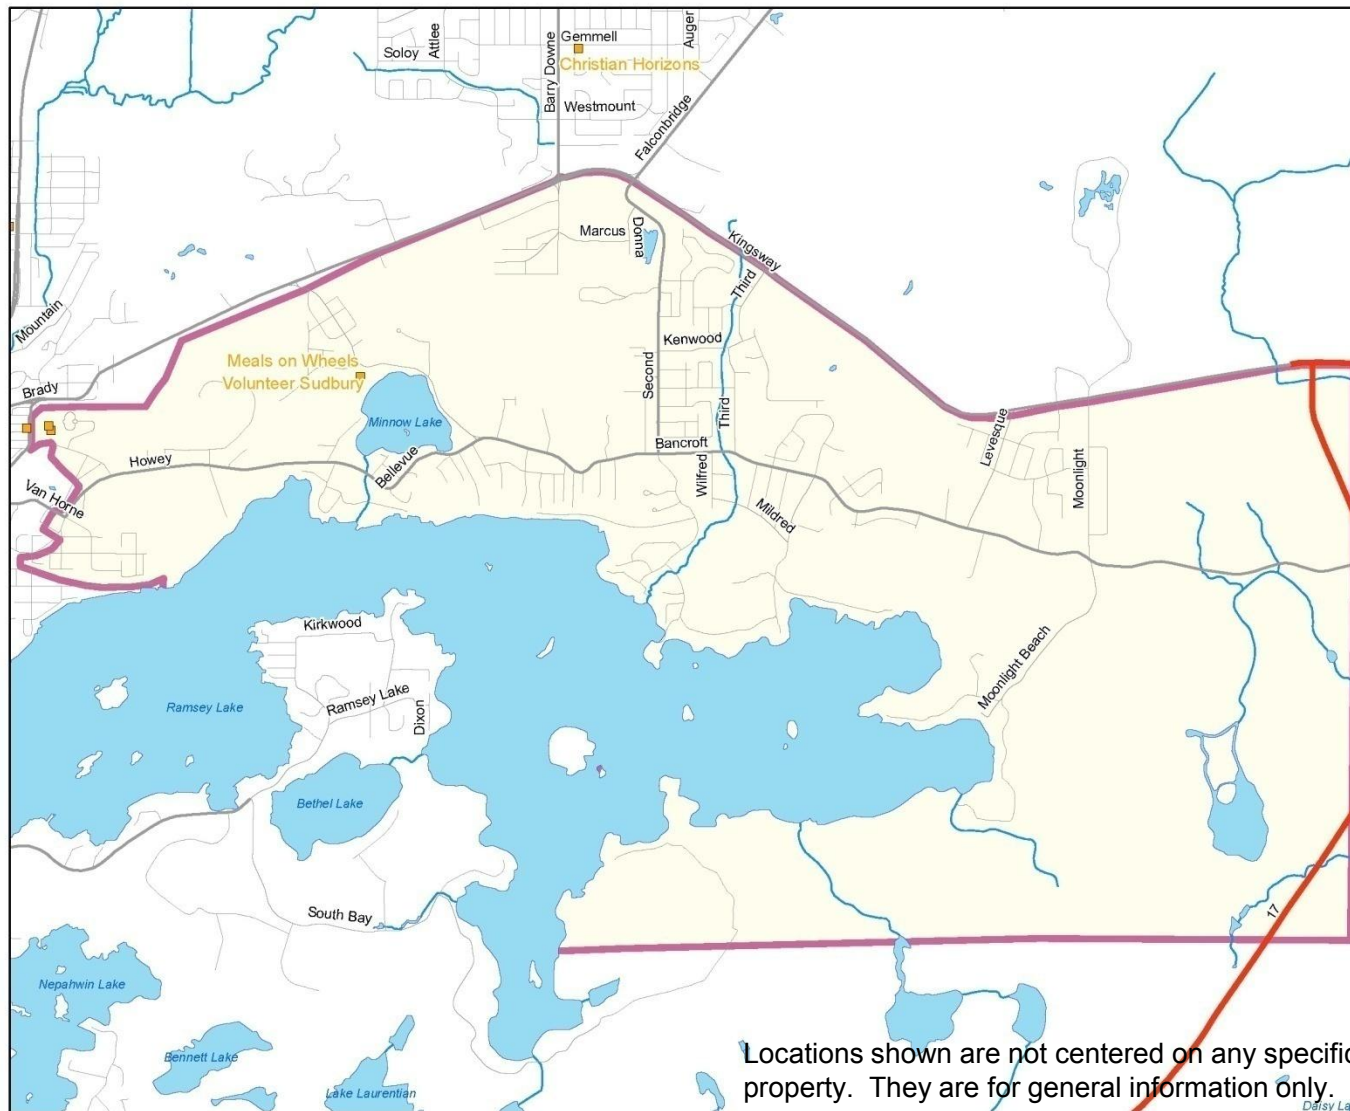 Gemmell
Auger
Attlee
Soloy
Christian Horizons
Barry Downe
Westmount
Falconbridge
Marcus
Donna
Kingsway
Third
Mountain
Kenwood
Meals on Wheels
Volunteer Sudbury
Second
Brady
Minnow Lake
Third
Levesque
Bancroft
Howey
Bellevue
Wilfred
Moonlight
Van Horne
Mildred
Kirkwood
Moonlight Beach
Ramsey Lake
Ramsey Lake
Dixon
Bethel Lake
South Bay
17
Nepahwin Lake
Bennett Lake
Lake Laurentian
Locations shown are not centered on any specific
property. They are for general information only.
Daisy La